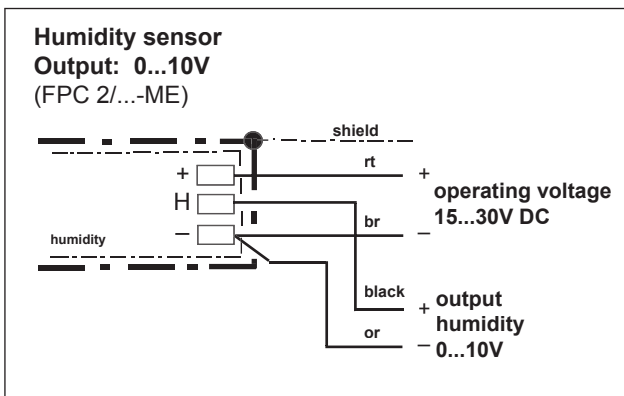 Humidity sensor
Output: 0...10V
(FPC 2/...-ME)
shield
rt
+ +
operating voltage
H
15...30V DC
br
– –
humidity
black
+ output
humidity
or
– 0...10V